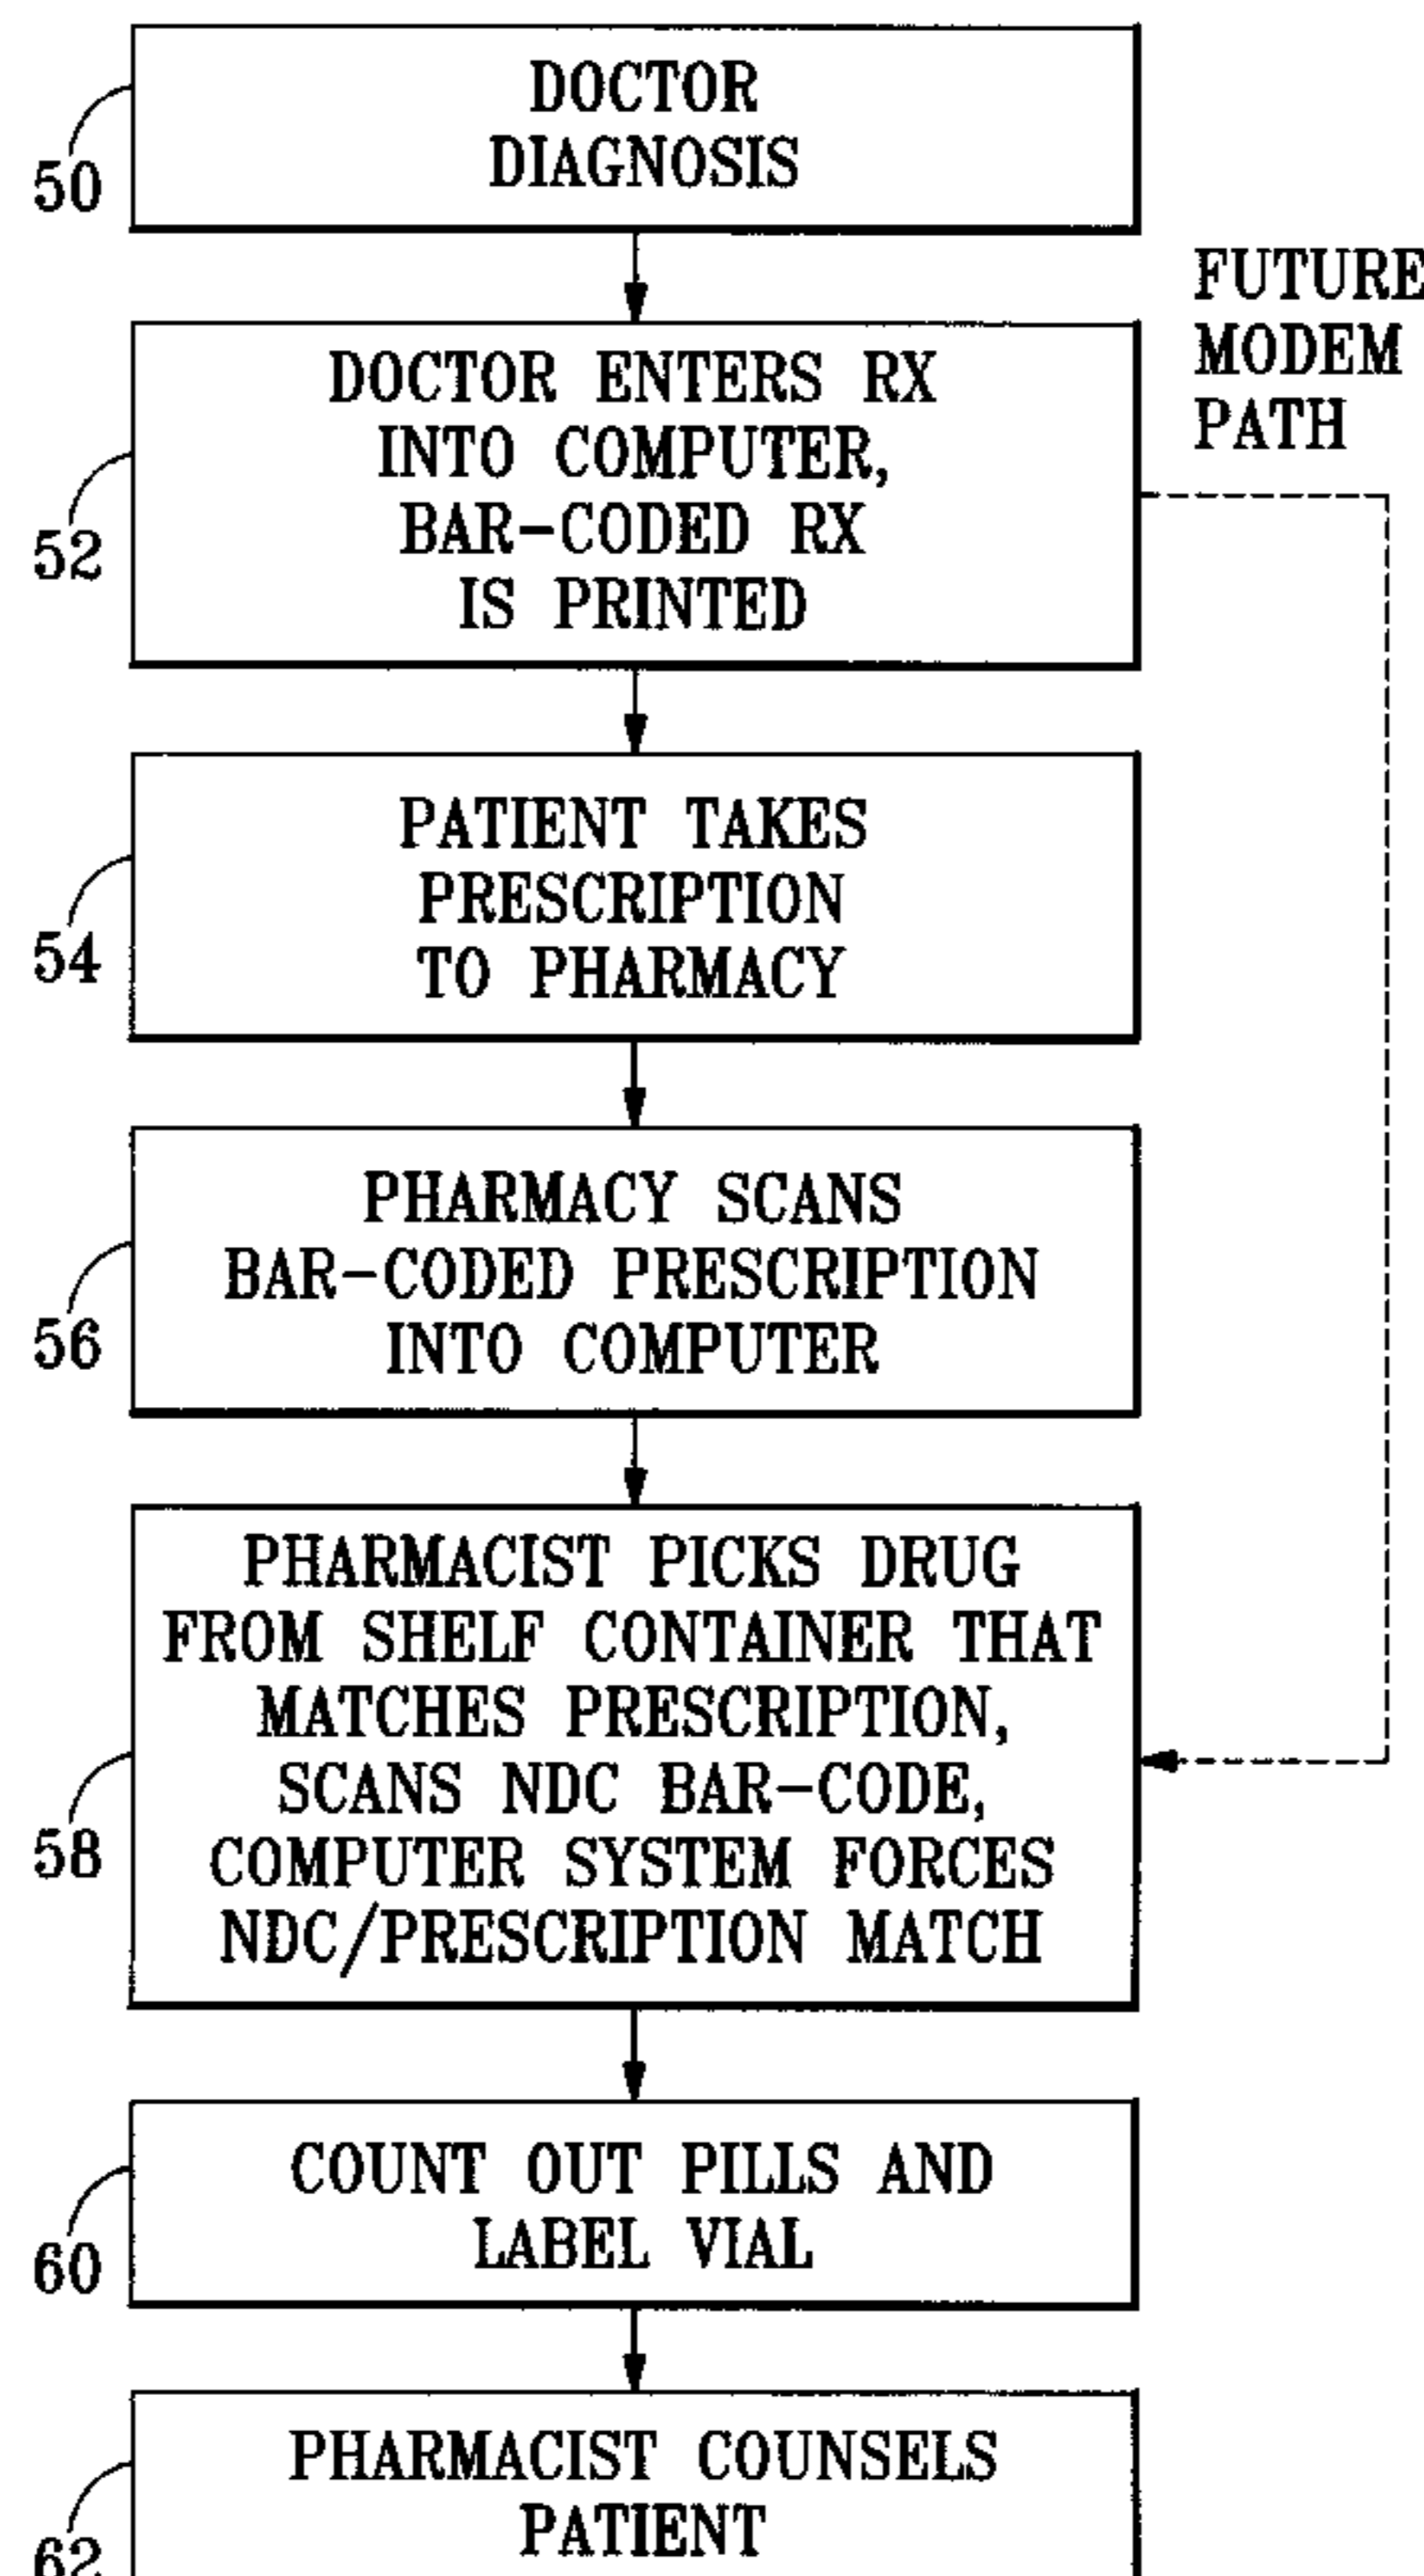 DOCTOR
DIAGNOSIS
50
FUTURE
MODEM
PATH
DOCTOR ENTERS RX
INTO COMPUTER,
BAR-CODED RX
IS PRINTED
52
PATIENT TAKES
PRESCRIPTION
TO PHARMACY
54
PHARMACY SCANS
BAR-CODED PRESCRIPTION
INTO COMPUTER
56
PHARMACIST PICKS DRUG
FROM SHELF CONTAINER THAT
MATCHES PRESCRIPTION,
SCANS NDC BAR-CODE,
COMPUTER SYSTEM FORCES
NDC/PRESCRIPTION MATCH
58
COUNT OUT PILLS AND
LABEL VIAL
60
PHARMACIST COUNSELS
PATIENT
62